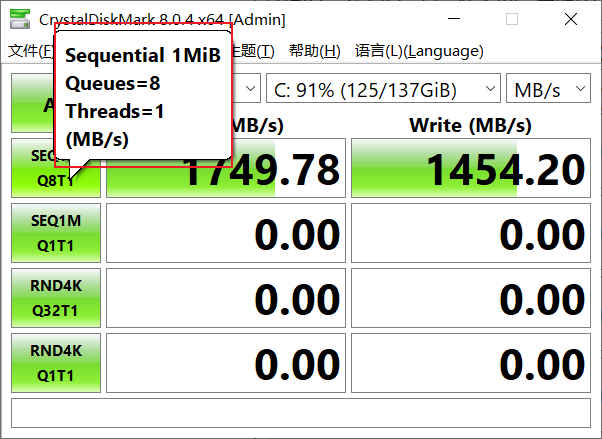 CrystalDiskMark 8.0.4 x64 [Admin]
文件(F) 主题(T) 帮助(H) 语言(L)(Language)
Sequential 1MiB
Queues=8
Threads=1
(MB/s)
C: 91% (125/137GiB) MB/s
(MB/s) Write (MB/s)
Q8T1 1749.78 1454.20
SEQ1M
Q1T1 0.00 0.00
RND4K
Q32T1 0.00 0.00
RND4K
Q1T1 0.00 0.00